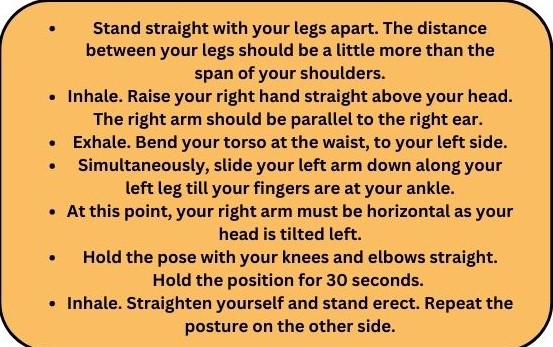 • Stand straight with your legs apart. The distance
between your legs should be a little more than the
span of your shoulders.
• Inhale. Raise your right hand straight above your head.
The right arm should be parallel to the right ear.
• Exhale. Bend your torso at the waist, to your left side.
• Simultaneously, slide your left arm down along your
left leg till your fingers are at your ankle.
• At this point, your right arm must be horizontal as your
head is tilted left.
• Hold the pose with your knees and elbows straight.
Hold the position for 30 seconds.
• Inhale. Straighten yourself and stand erect. Repeat the
posture on the other side.